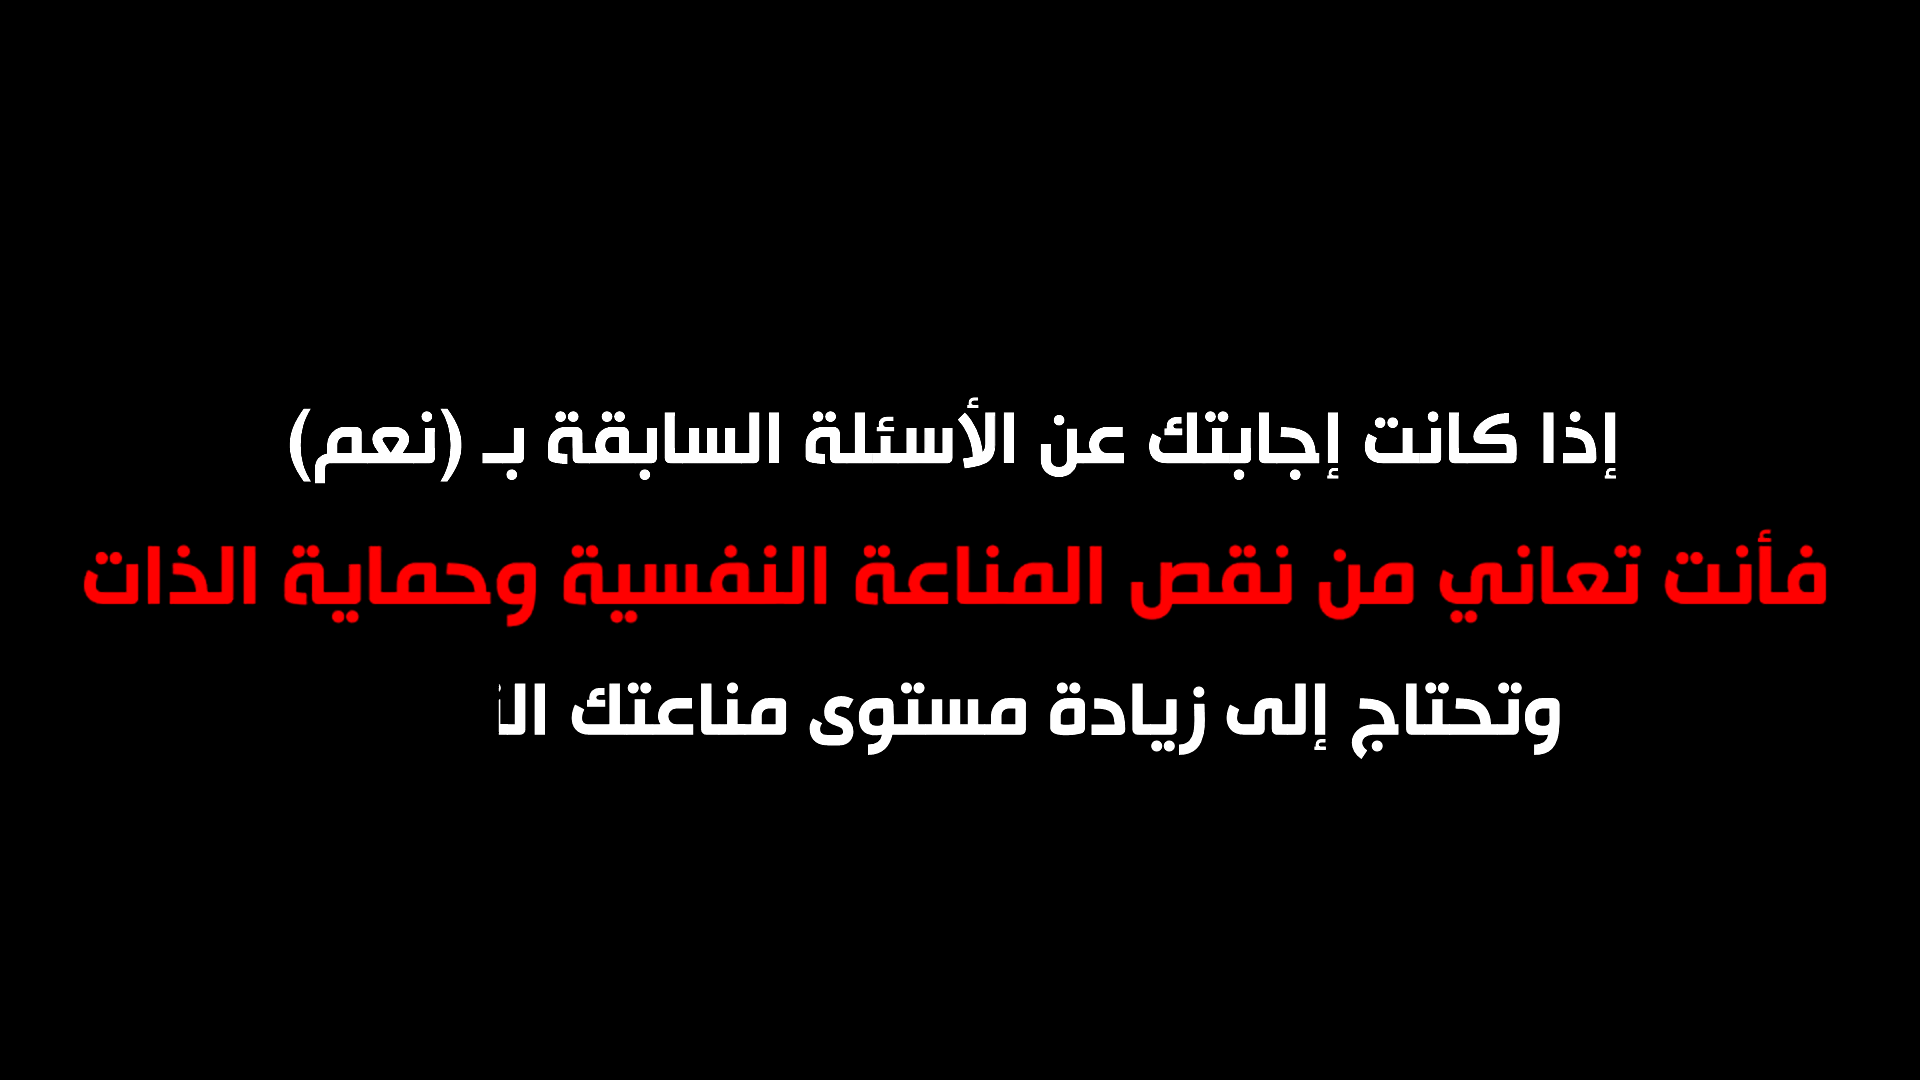 إذا كانت إجابتك عن الأسئلة السابقة بـ (نعم)
فأنت تعاني من نقص المناعة النفسية وحماية الذات
وتحتاج إلى زيادة مستوى مناعتك